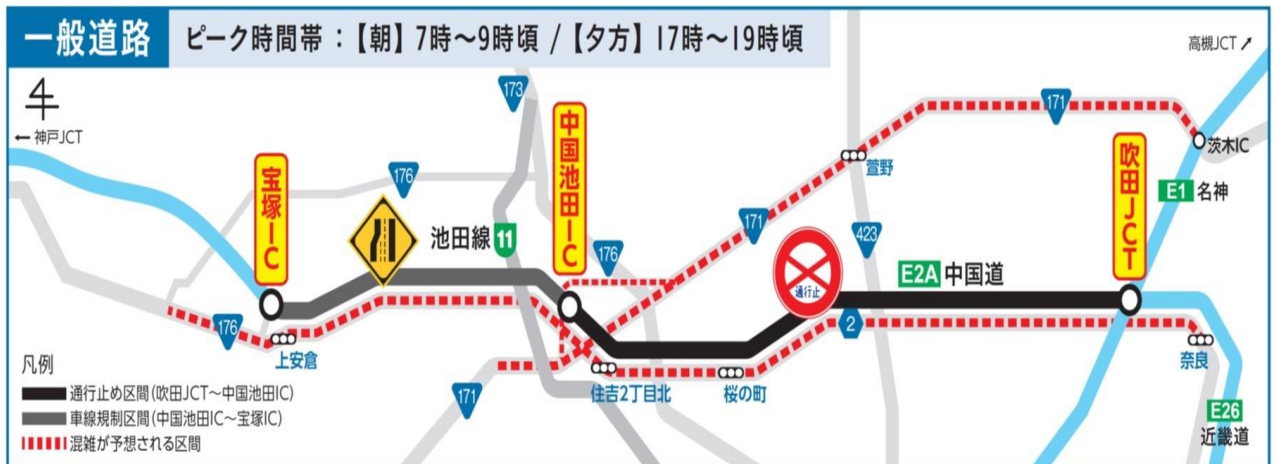 一般道路
ピーク時間帯：【朝】7時～9時頃 /【夕方】17時～19時頃
高槻JCT↗
←神戸JCT
173
中国池田IC
171
茨木IC
吹田JCT
宝塚IC
176
萱野
E1 名神
池田線 11
171
423
176
通行止
E2A 中国道
176
上安倉
2
奈良
凡例
通行止め区間(吹田JCT～中国池田IC)
171
住吉2丁目北
桜の町
車線規制区間(中国池田IC～宝塚IC)
E26
近畿道
混雑が予想される区間